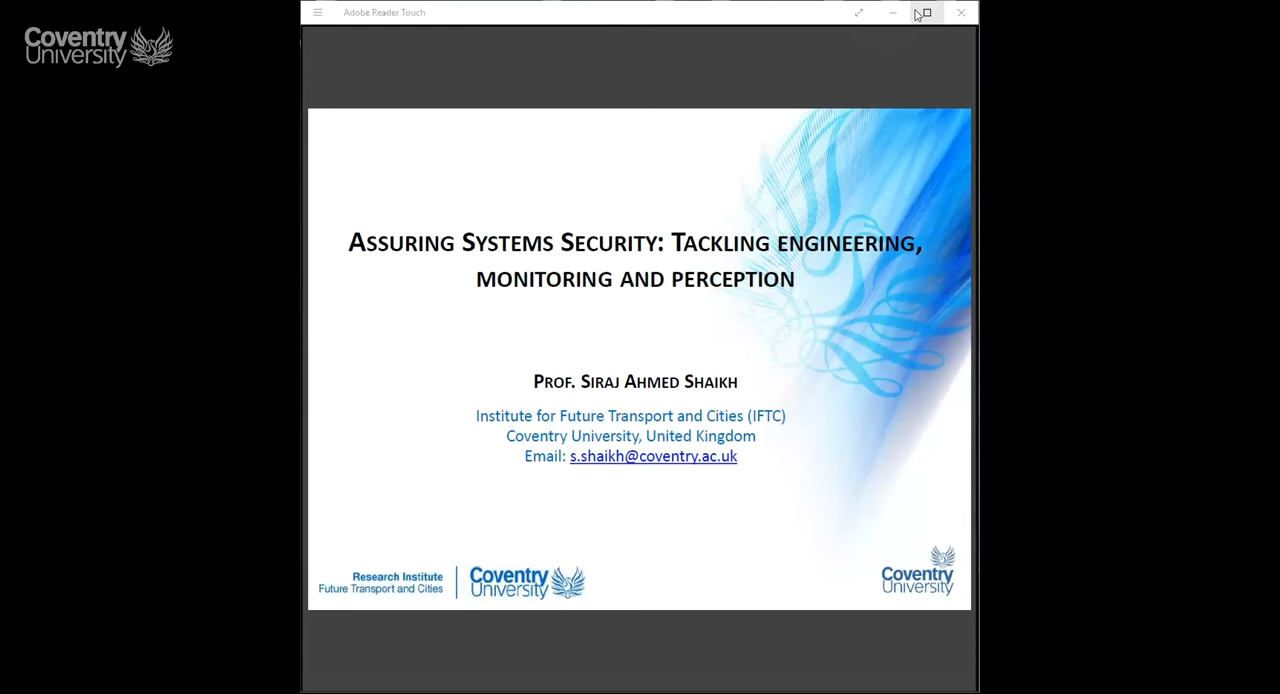 Adobe Reader Touch
Coventry
University
ASSURING SYSTEMS SECURITY: TACKLING ENGINEERING,
MONITORING AND PERCEPTION
PROF. SIRAJ AHMED SHAIKH
Institute for Future Transport and Cities (IFTC)
Coventry University, United Kingdom
Email: s.shaikh@coventry.ac.uk
Research Institute
Future Transport and Cities
Coventry
University
Coventry
University